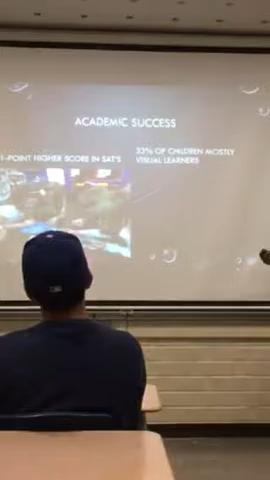 ACADEMIC SUCCESS
1-POINT HIGHER SCORE IN SAT'S
33% OF CHILDREN MOSTLY
VISUAL LEARNERS